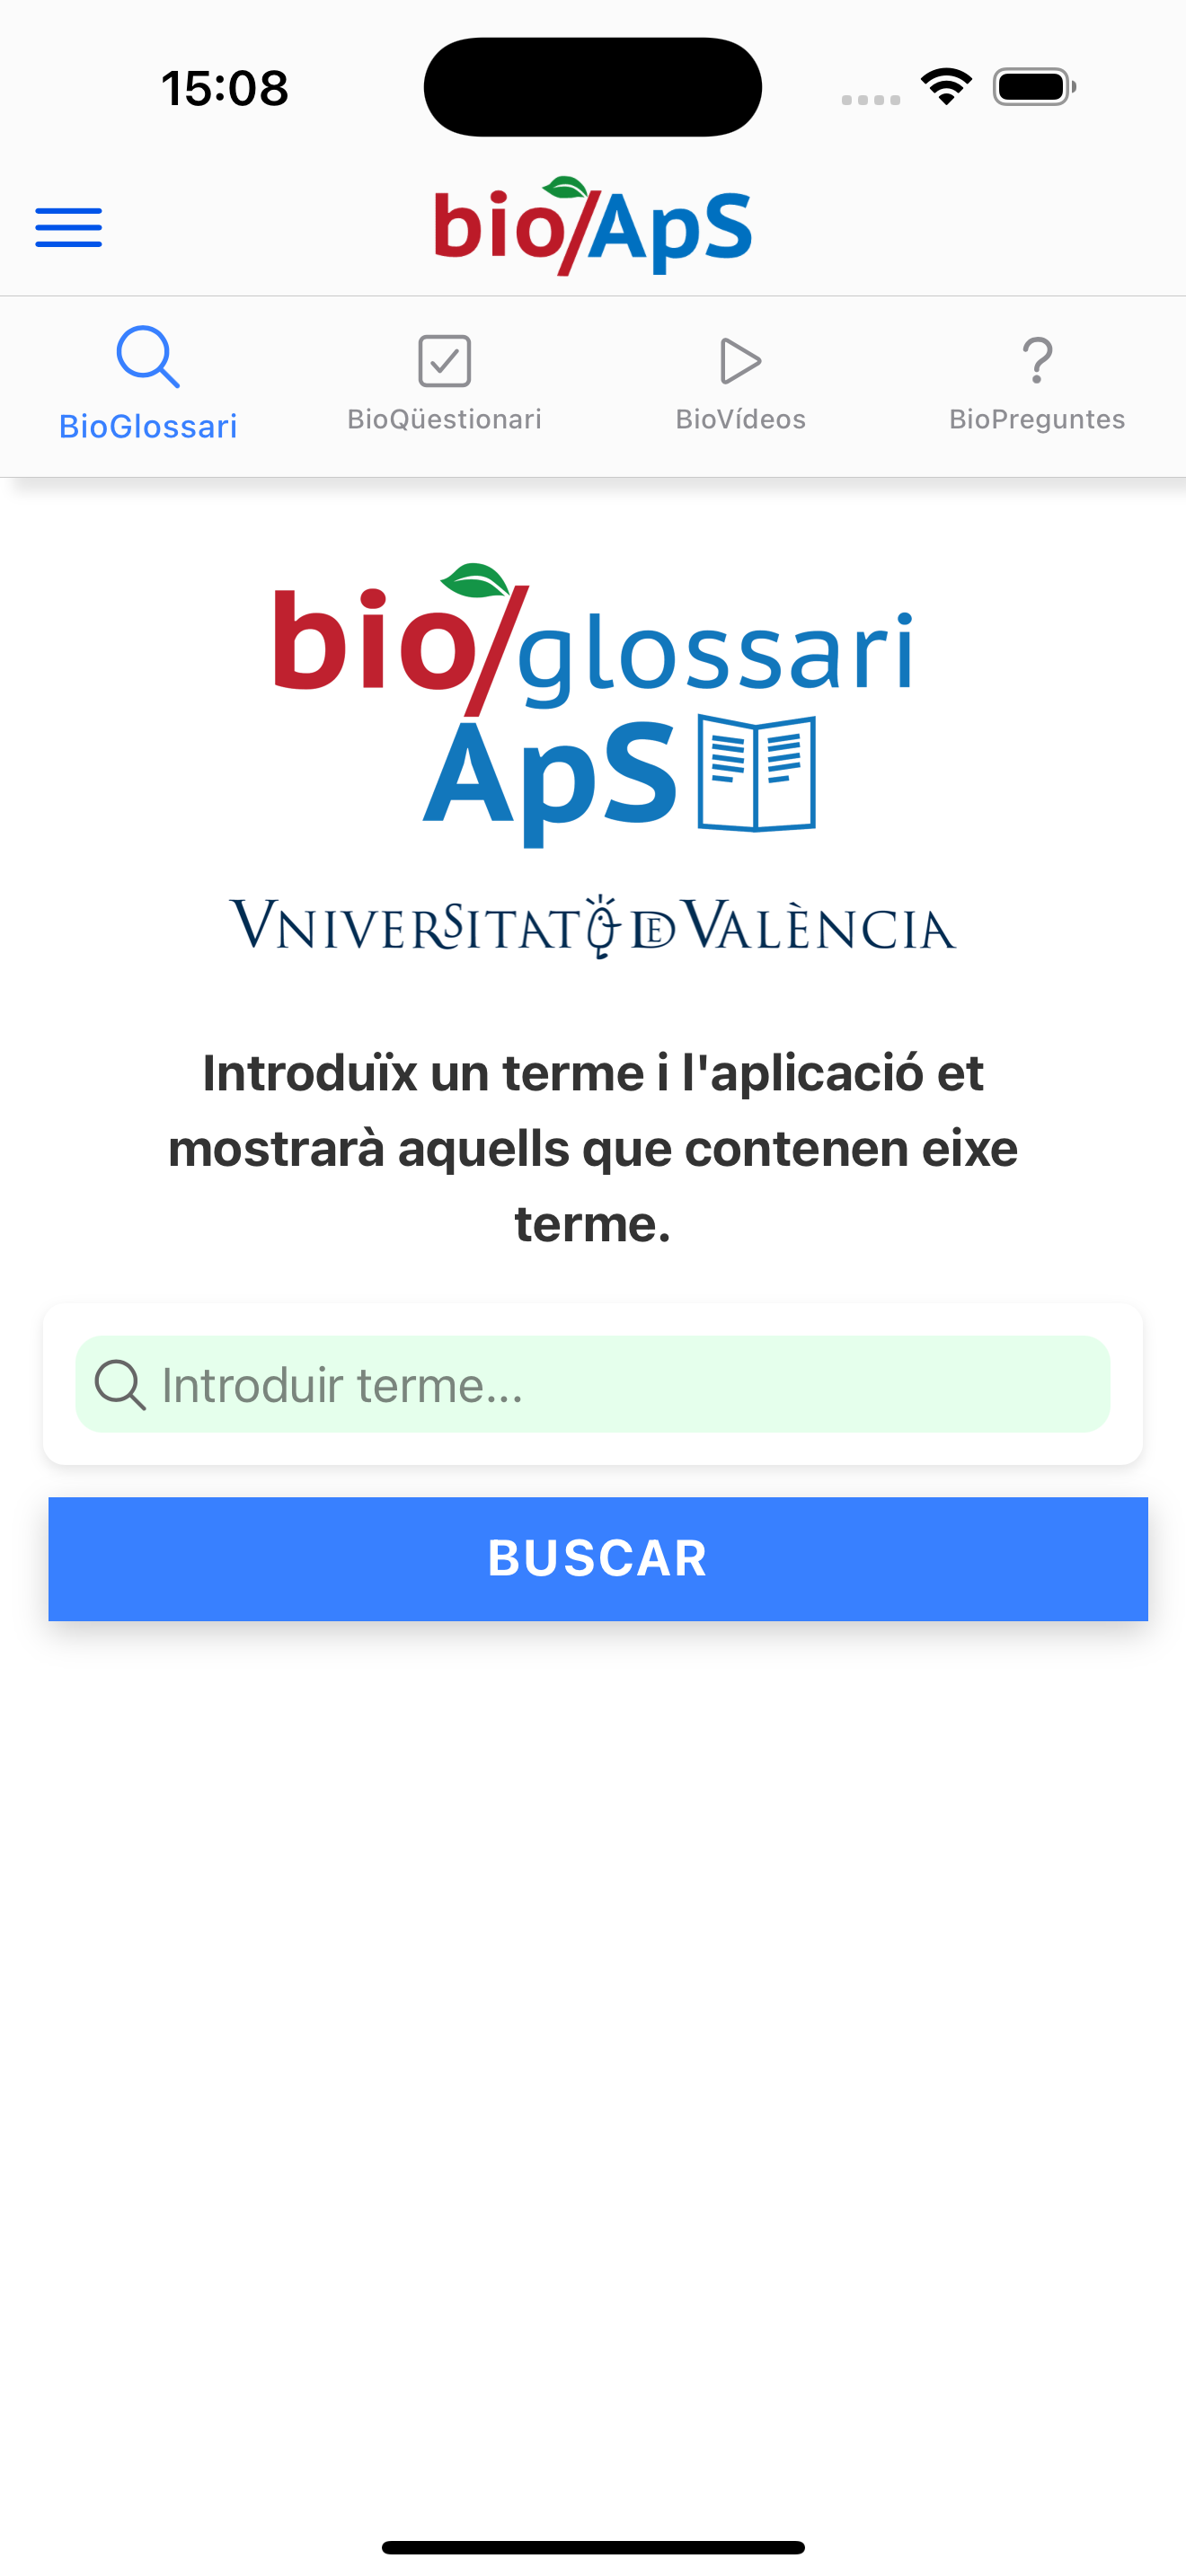 15:08
bio/ApS
BioGlossari
BioQüestionari
BioVídeos
BioPreguntes
bio/glossari
ApS
VNIVERSITAT DE VALÈNCIA
Introduïx un terme i l'aplicació et
mostrarà aquells que contenen eixe
terme.
Introduir terme...
BUSCAR